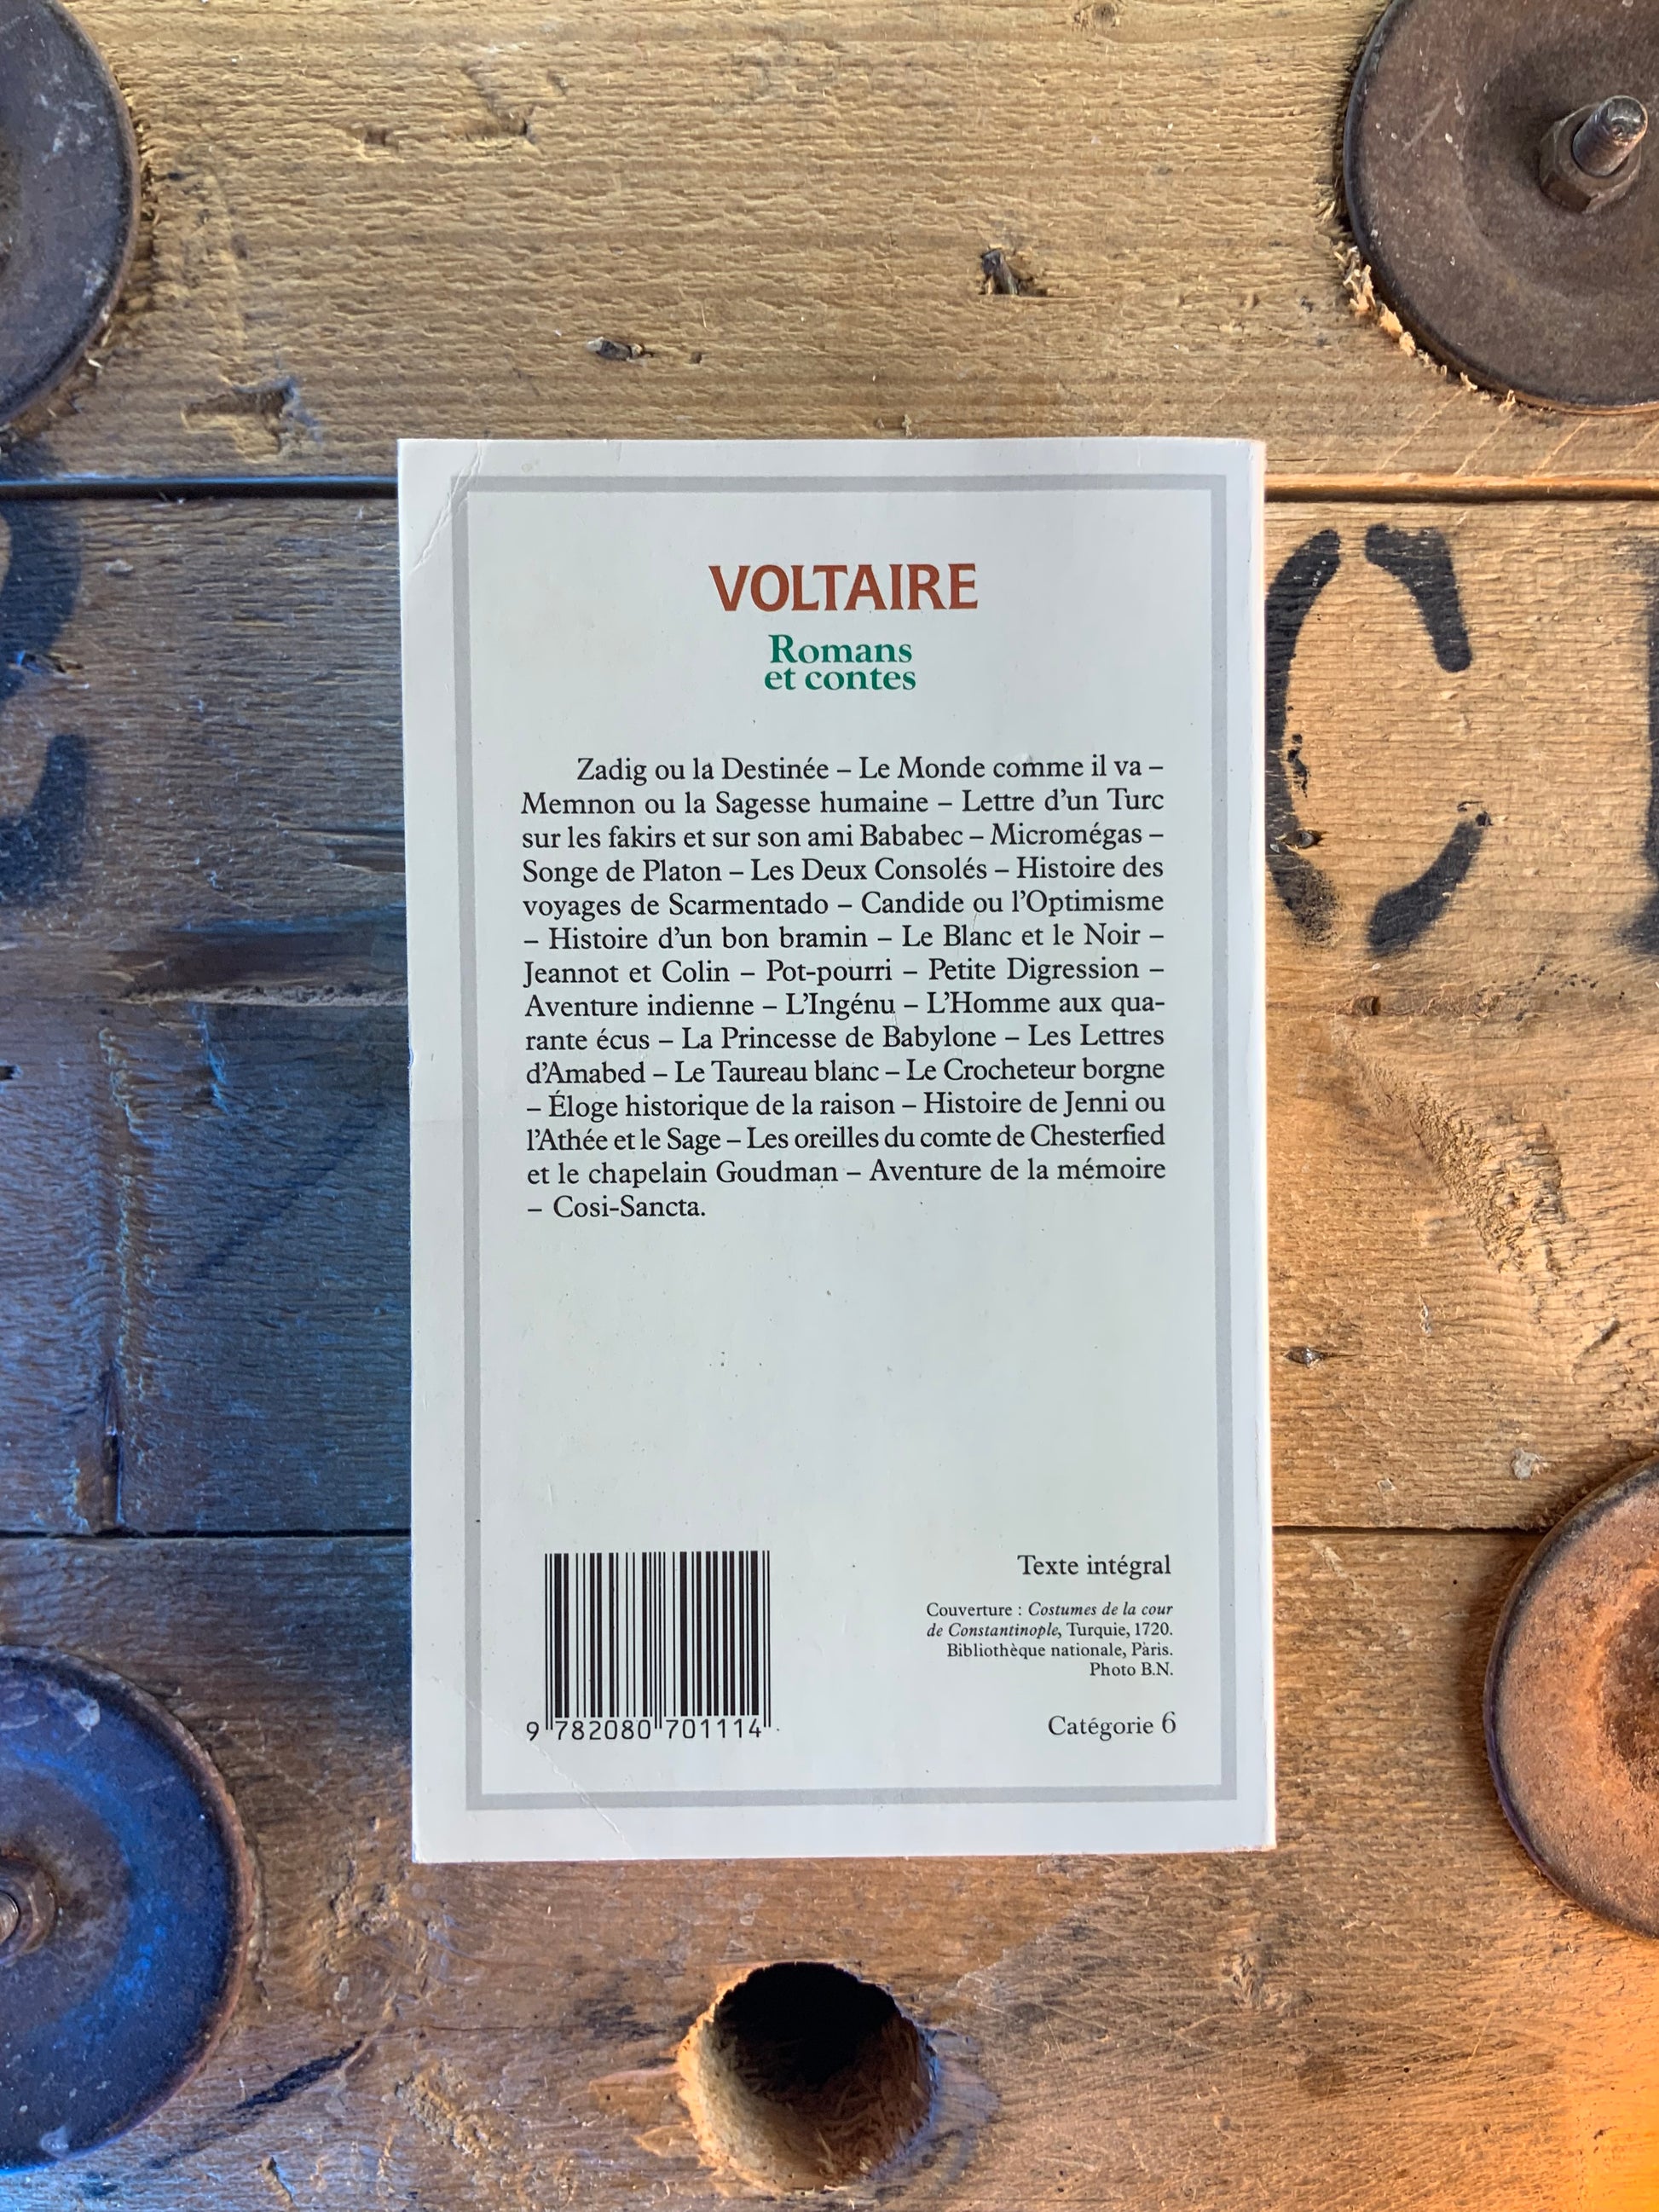 VOLTAIRE
Romans
et contes
Zadig ou la Destinée – Le Monde comme il va –
Memnon ou la Sagesse humaine – Lettre d'un Turc
sur les fakirs et sur son ami Bababec – Micromégas –
Songe de Platon – Les Deux Consolés – Histoire des
voyages de Scarmentado – Candide ou l'Optimisme
– Histoire d'un bon bramin – Le Blanc et le Noir –
Jeannot et Colin – Pot-pourri – Petite Digression –
Aventure indienne – L'Ingénu – L'Homme aux qua-
rante écus – La Princesse de Babylone – Les Lettres
d'Amabed – Le Taureau blanc – Le Crocheteur borgne
– Éloge historique de la raison – Histoire de Jenni ou
l'Athée et le Sage – Les oreilles du comte de Chesterfied
et le chapelain Goudman – Aventure de la mémoire
– Cosi-Sancta.
Texte intégral
Couverture : Costumes de la cour
de Constantinople, Turquie, 1720.
Bibliothèque nationale, Paris.
Photo B.N.
Catégorie 6
9 782080 701114
C